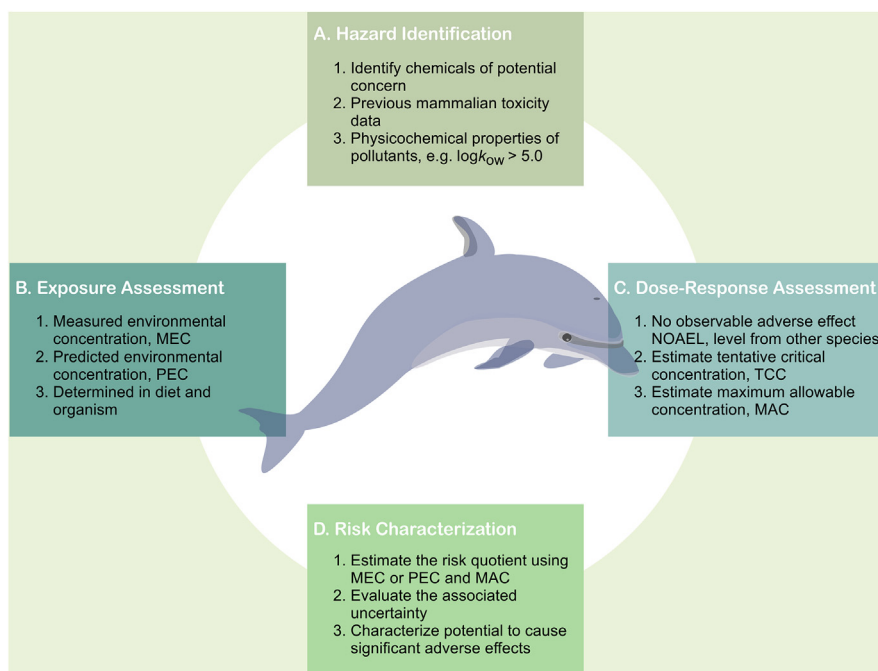 A. Hazard Identification
1. Identify chemicals of potential
concern
2. Previous mammalian toxicity
data
3. Physicochemical properties of
pollutants, e.g. logkow > 5.0
B. Exposure Assessment
1. Measured environmental
concentration, MEC
2. Predicted environmental
concentration, PEC
3. Determined in diet and
organism
C. Dose-Response Assessment
1. No observable adverse effect
NOAEL, level from other species
2. Estimate tentative critical
concentration, TCC
3. Estimate maximum allowable
concentration, MAC
D. Risk Characterization
1. Estimate the risk quotient using
MEC or PEC and MAC
2. Evaluate the associated
uncertainty
3. Characterize potential to cause
significant adverse effects